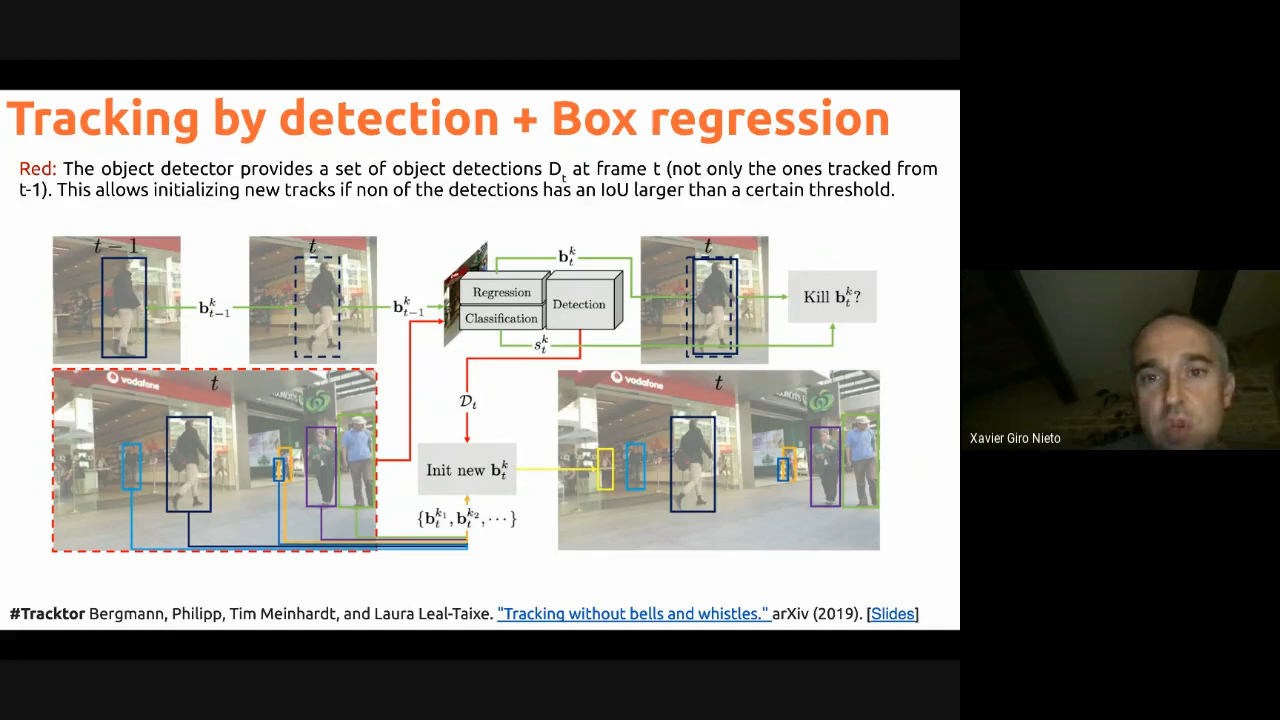 Tracking by detection + Box regression
Red: The object detector provides a set of object detections Dt at frame t (not only the ones tracked from
t-1). This allows initializing new tracks if non of the detections has an IoU larger than a certain threshold.
t − 1
t
b^k_{t-1}
b^k_{t-1}
Regression
Classification
Detection
b^k_t
s^k_t
t
Kill b^k_t?
vodafone
t
D_t
Init new b^k_t
{b^{k_1}_t, b^{k_2}_t, ···}
vodafone
t
Xavier Giro Nieto
#Tracktor Bergmann, Philipp, Tim Meinhardt, and Laura Leal-Taixe. "Tracking without bells and whistles." arXiv (2019). [Slides]